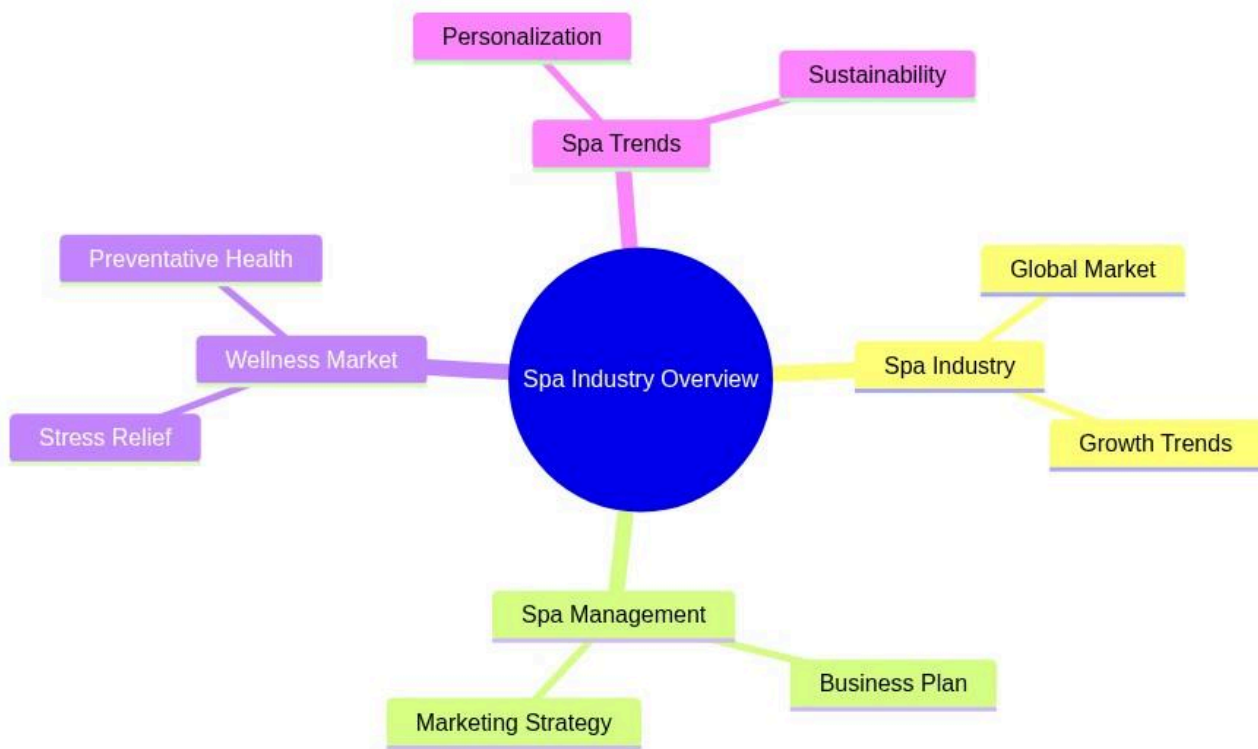 Personalization
Sustainability
Spa Trends
Preventative Health
Global Market
Wellness Market
Spa Industry Overview
Spa Industry
Stress Relief
Growth Trends
Spa Management
Business Plan
Marketing Strategy